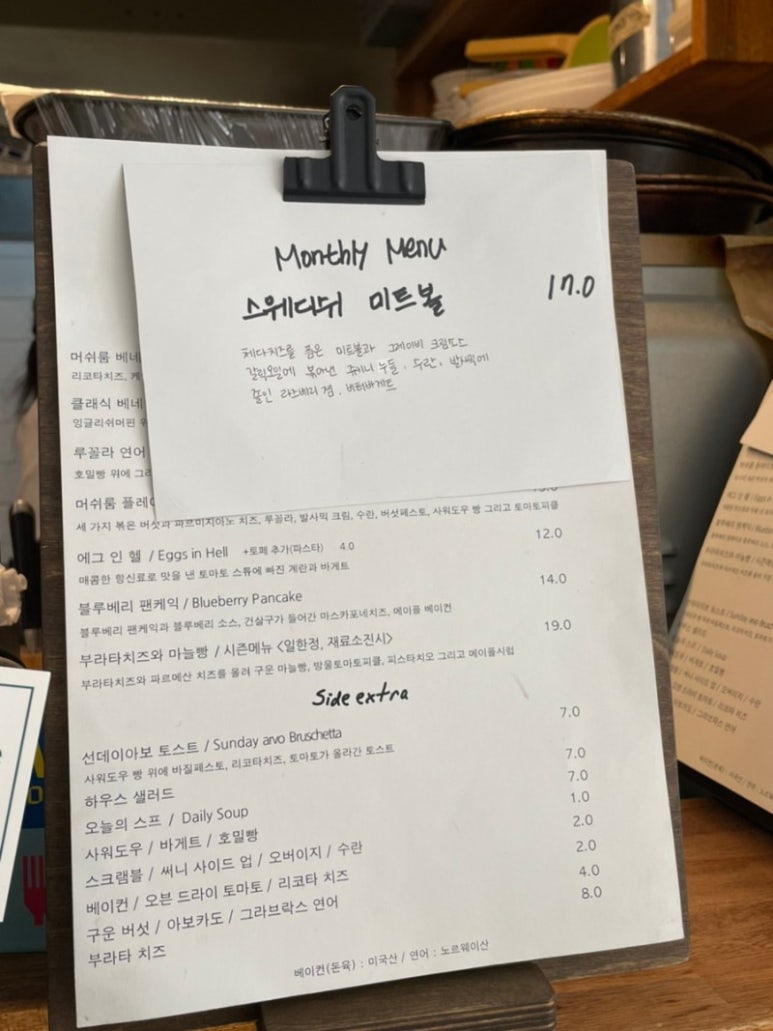 Monthly Menu
스웨디쉬 미트볼 17.0
체다치즈를 품은 미트볼과 그레이비 크림소스
갈릭오일에 볶아낸 쥬키니 누들, 수란, 발사믹에
졸인 라즈베리 잼, 버터바게트
머쉬룸 베네
리코타치즈, 케
클래식 베네
잉글리쉬머핀 위
루꼴라 연어
호밀빵 위에 그라
머쉬룸 플레이
세 가지 볶은 버섯과 파르미지아노 치즈, 루꼴라, 발사믹 크림, 수란, 버섯페스토, 사워도우 빵 그리고 토마토피클
에그 인 헬 / Eggs in Hell +토페 추가(파스타) 4.0 12.0
매콤한 향신료로 맛을 낸 토마토 스튜에 빠진 계란과 바게트
블루베리 팬케익 / Blueberry Pancake 14.0
블루베리 팬케익과 블루베리 소스, 건살구가 들어간 마스카포네치즈, 메이플 베이컨
부라타치즈와 마늘빵 / 시즌메뉴 <일한정, 재료소진시> 19.0
부라타치즈와 파르메산 치즈를 올려 구운 마늘빵, 방울토마토피클, 피스타치오 그리고 메이플시럽
Side extra
선데이아보 토스트 / Sunday arvo Bruschetta 7.0
사워도우 빵 위에 바질페스토, 리코타치즈, 토마토가 올라간 토스트
하우스 샐러드 7.0
오늘의 스프 / Daily Soup 7.0
사워도우 / 바게트 / 호밀빵 1.0
스크램블 / 써니 사이드 업 / 오버이지 / 수란 2.0
베이컨 / 오븐 드라이 토마토 / 리코타 치즈 2.0
구운 버섯 / 아보카도 / 그라브락스 연어 4.0
부라타 치즈 8.0
베이컨(돈육) : 미국산 / 연어 : 노르웨이산